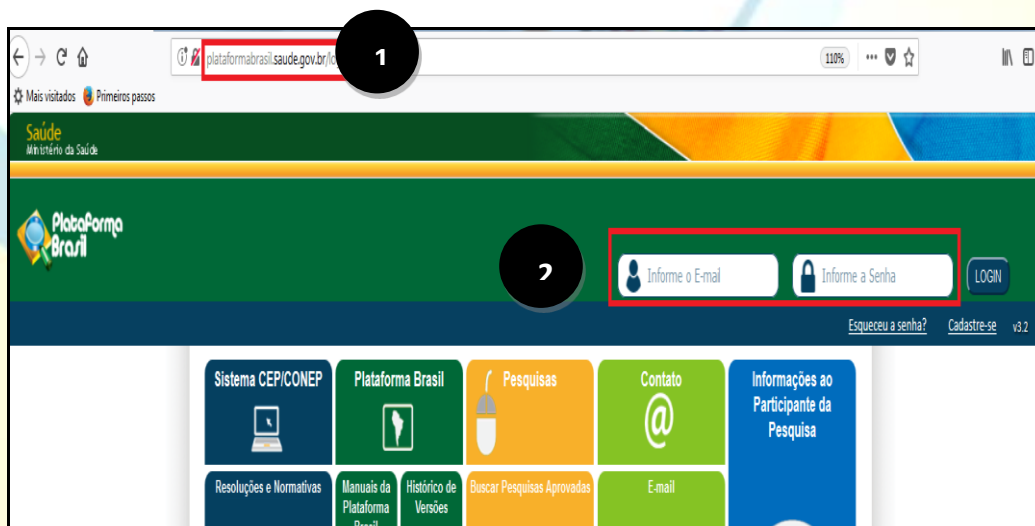 1
plataformabrasil.saude.gov.br/lo
110%
Mais visitados Primeiros passos
Saúde
Ministério da Saúde
Plataforma
Brasil
2
Informe o E-mail Informe a Senha LOGIN
Esqueceu a senha? Cadastre-se v3.2
Sistema CEP/CONEP
Plataforma Brasil
Pesquisas
Contato
@
Informações ao
Participante da
Pesquisa
Resoluções e Normativas
Manuais da
Plataforma
Brasil
Histórico de
Versões
Buscar Pesquisas Aprovadas
E-mail